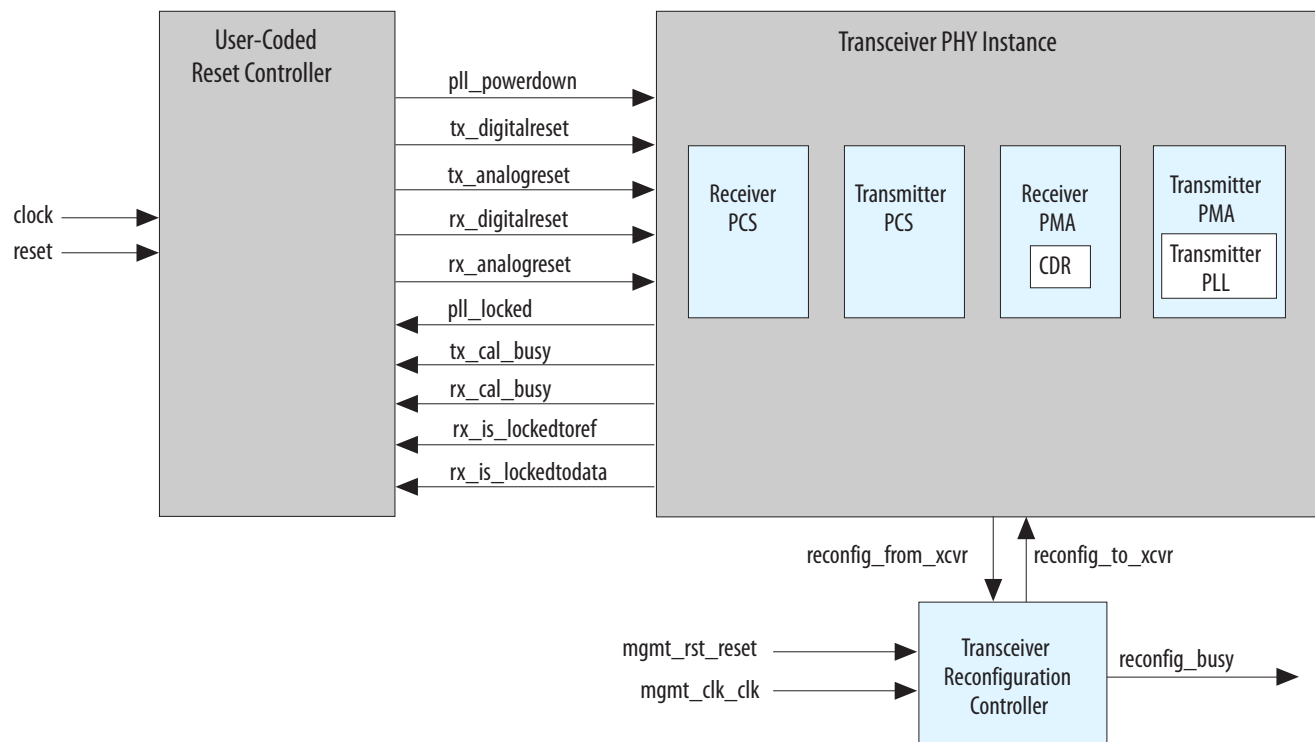 User-Coded
Reset Controller
Transceiver PHY Instance
pll_powerdown
tx_digitalreset
tx_analogreset
rx_digitalreset
rx_analogreset
pll_locked
tx_cal_busy
rx_cal_busy
rx_is_lockedtoref
rx_is_lockedtodata
clock
reset
Receiver
PCS
Transmitter
PCS
Receiver
PMA
CDR
Transmitter
PMA
Transmitter
PLL
reconfig_from_xcvr
reconfig_to_xcvr
mgmt_rst_reset
mgmt_clk_clk
Transceiver
Reconfiguration
Controller
reconfig_busy